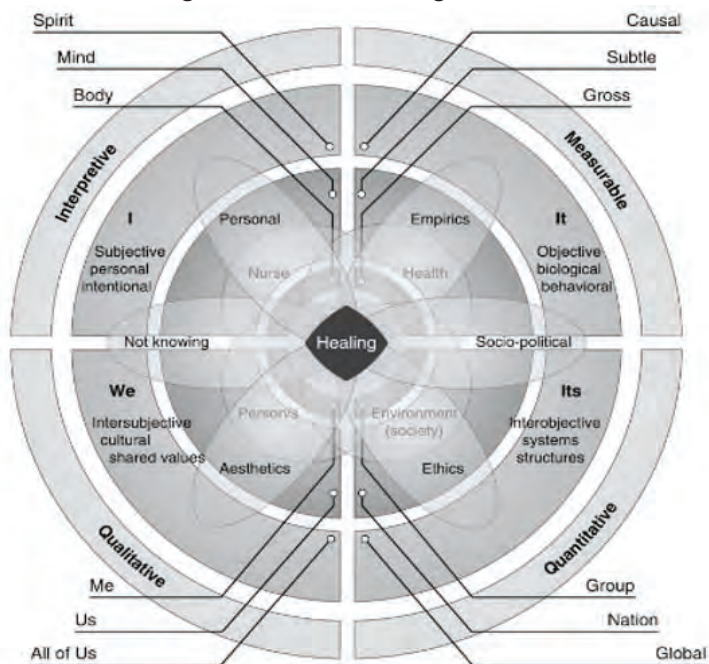 Spirit
Mind
Body
Causal
Subtle
Gross
Interpretive
Measurable
I
Subjective
personal
intentional
Personal
Empirics
It
Objective
biological
behavioral
Nurse
Health
Not knowing
Healing
Socio-political
We
Intersubjective
cultural
shared values
Person/s
Environment
(society)
Its
Interobjective
systems
structures
Aesthetics
Ethics
Qualitative
Quantitative
Me
Us
All of Us
Group
Nation
Global